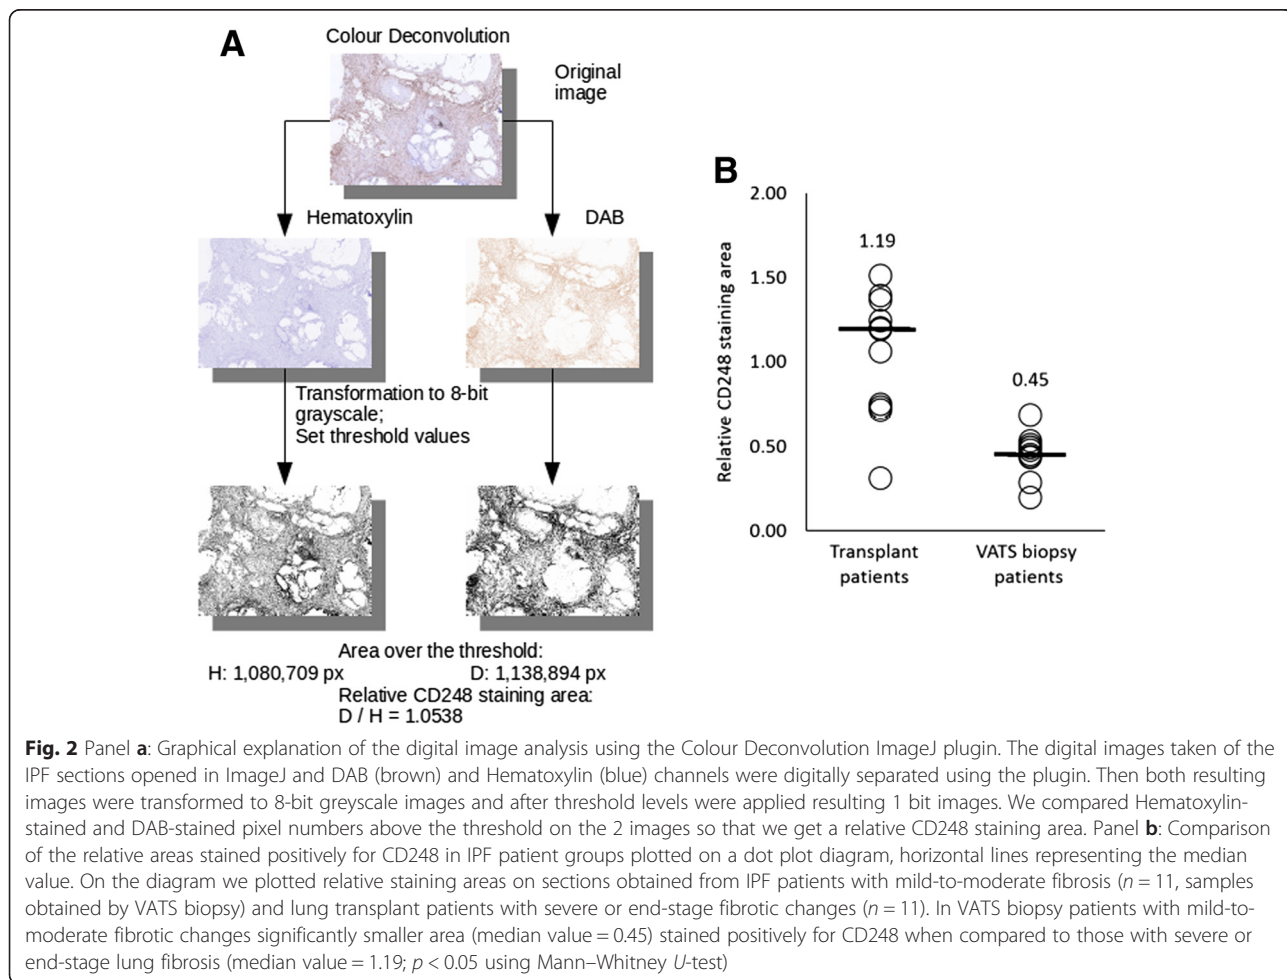 A
Colour Deconvolution
Original
image
Hematoxylin
DAB
Transformation to 8-bit
grayscale;
Set threshold values
Area over the threshold:
H: 1,080,709 px
D: 1,138,894 px
Relative CD248 staining area:
D / H = 1.0538
B
Relative CD248 staining area
2.00
1.50
1.00
0.50
0.00
1.19
0.45
Transplant
patients
VATS biopsy
patients
Fig. 2 Panel a: Graphical explanation of the digital image analysis using the Colour Deconvolution ImageJ plugin. The digital images taken of the
IPF sections opened in ImageJ and DAB (brown) and Hematoxylin (blue) channels were digitally separated using the plugin. Then both resulting
images were transformed to 8-bit greyscale images and after threshold levels were applied resulting 1 bit images. We compared Hematoxylin-
stained and DAB-stained pixel numbers above the threshold on the 2 images so that we get a relative CD248 staining area. Panel b: Comparison
of the relative areas stained positively for CD248 in IPF patient groups plotted on a dot plot diagram, horizontal lines representing the median
value. On the diagram we plotted relative staining areas on sections obtained from IPF patients with mild-to-moderate fibrosis (n = 11, samples
obtained by VATS biopsy) and lung transplant patients with severe or end-stage fibrotic changes (n = 11). In VATS biopsy patients with mild-to-
moderate fibrotic changes significantly smaller area (median value = 0.45) stained positively for CD248 when compared to those with severe or
end-stage lung fibrosis (median value = 1.19; p < 0.05 using Mann–Whitney U-test)